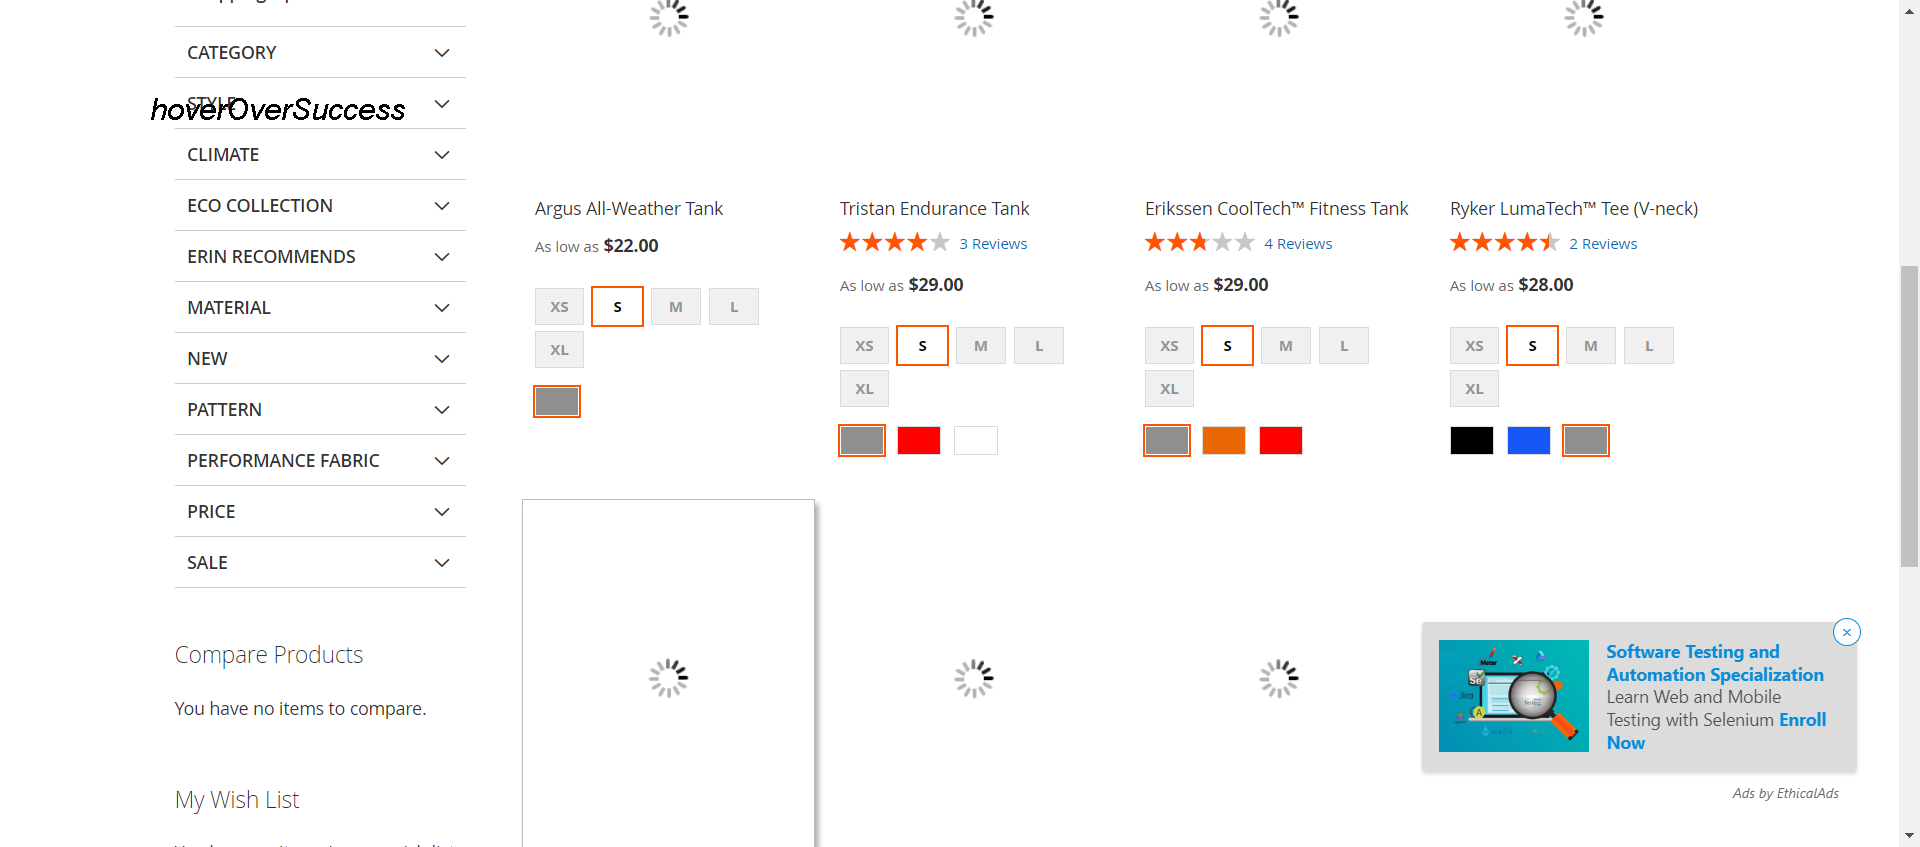 CATEGORY
STYLE
hoverOverSuccess
CLIMATE
ECO COLLECTION
ERIN RECOMMENDS
MATERIAL
NEW
PATTERN
PERFORMANCE FABRIC
PRICE
SALE
Compare Products
You have no items to compare.
My Wish List
Argus All-Weather Tank
As low as $22.00
XS S M L
XL
Tristan Endurance Tank
3 Reviews
As low as $29.00
XS S M L
XL
Erikssen CoolTech™ Fitness Tank
4 Reviews
As low as $29.00
XS S M L
XL
Ryker LumaTech™ Tee (V-neck)
2 Reviews
As low as $28.00
XS S M L
XL
Meter
Se
Jira
A
Software Testing and
Automation Specialization
Learn Web and Mobile
Testing with Selenium Enroll
Now
Ads by EthicalAds